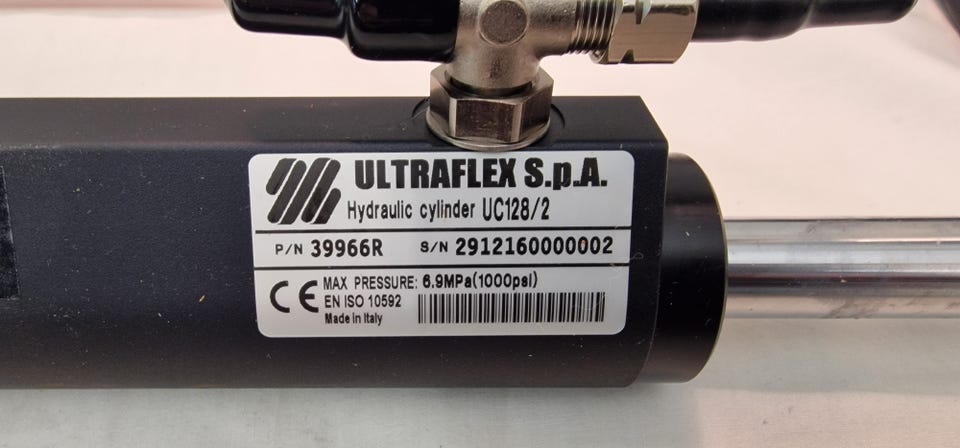 ULTRAFLEX S.p.A.
Hydraulic cylinder UC128/2
P/N 39966R S/N 2912160000002
MAX PRESSURE: 6.9MPa(1000psi)
CE EN ISO 10592
Made in Italy